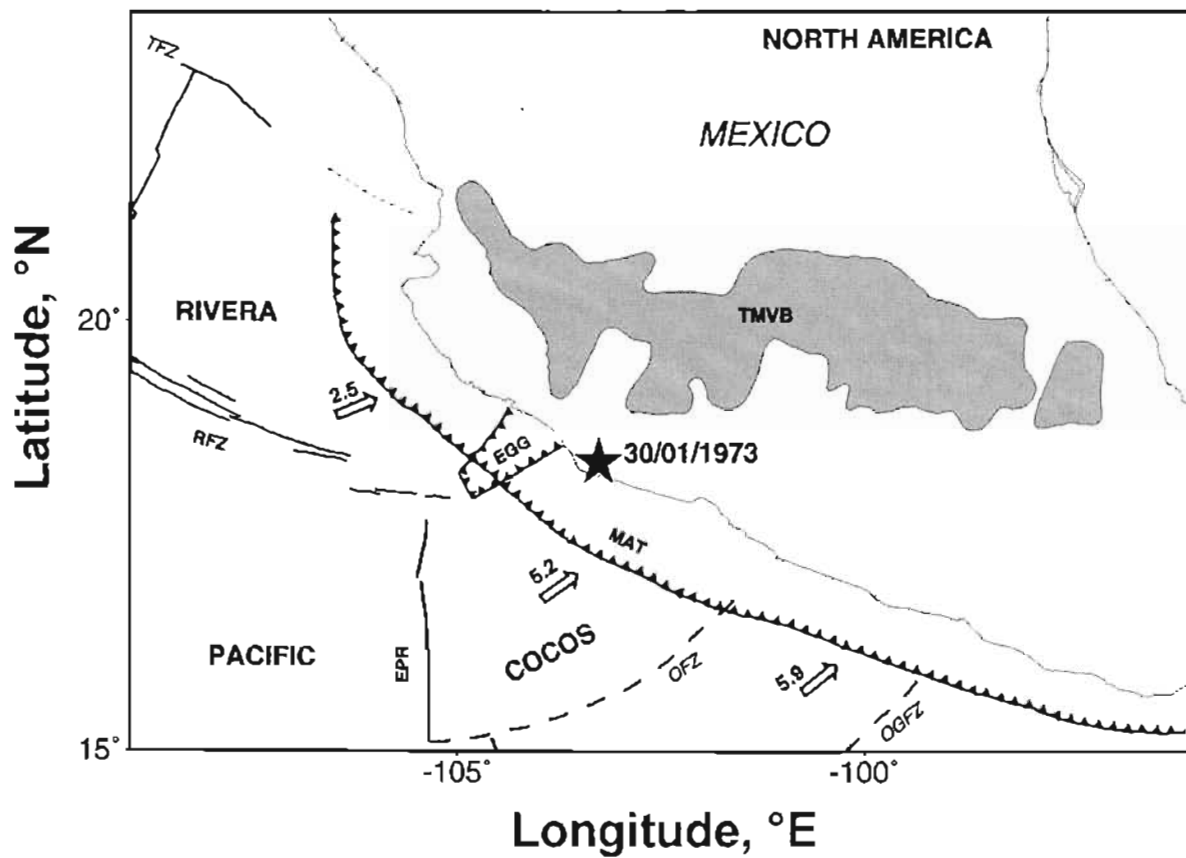 NORTH AMERICA
TFZ
MEXICO
Latitude, °N
RIVERA
20°
TMVB
2.5
RFZ
EGG
30/01/1973
MAT
5.2
PACIFIC
EPR
COCOS
OFZ
5.9
OGFZ
15°
-105°
-100°
Longitude, °E